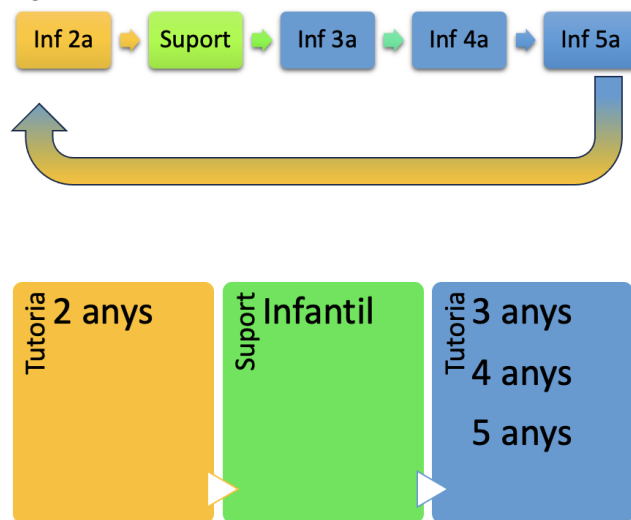 Inf 2a
Suport
Inf 3a
Inf 4a
Inf 5a
Tutoria
2 anys
Suport
Infantil
Tutoria
3 anys
4 anys
5 anys